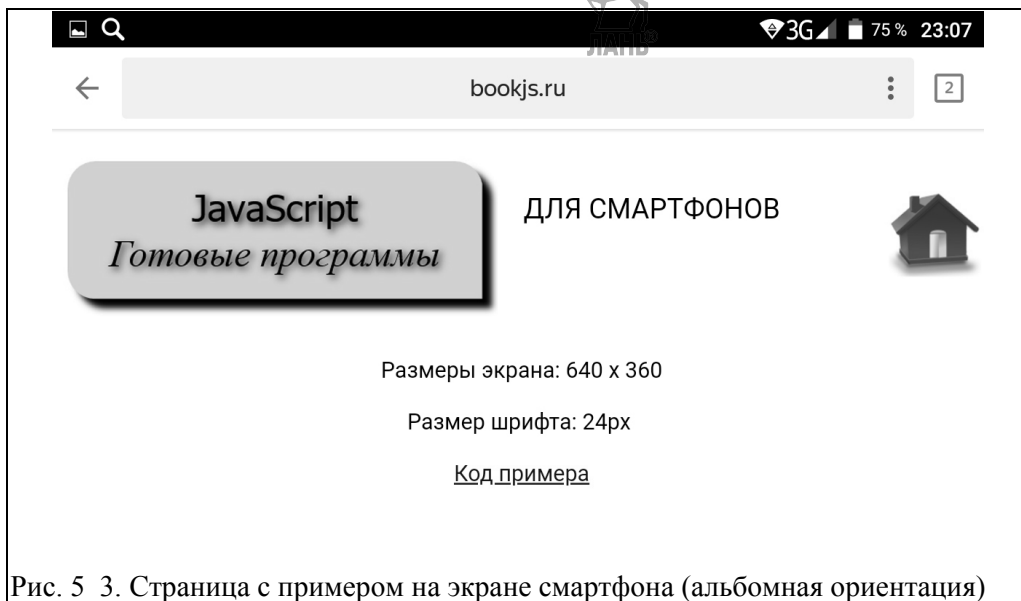 ЛАНЬ®
3G 75 % 23:07
bookjs.ru 2
JavaScript
Готовые программы
ДЛЯ СМАРТФОНОВ
Размеры экрана: 640 x 360
Размер шрифта: 24px
Код примера
Рис. 5 3. Страница с примером на экране смартфона (альбомная ориентация)